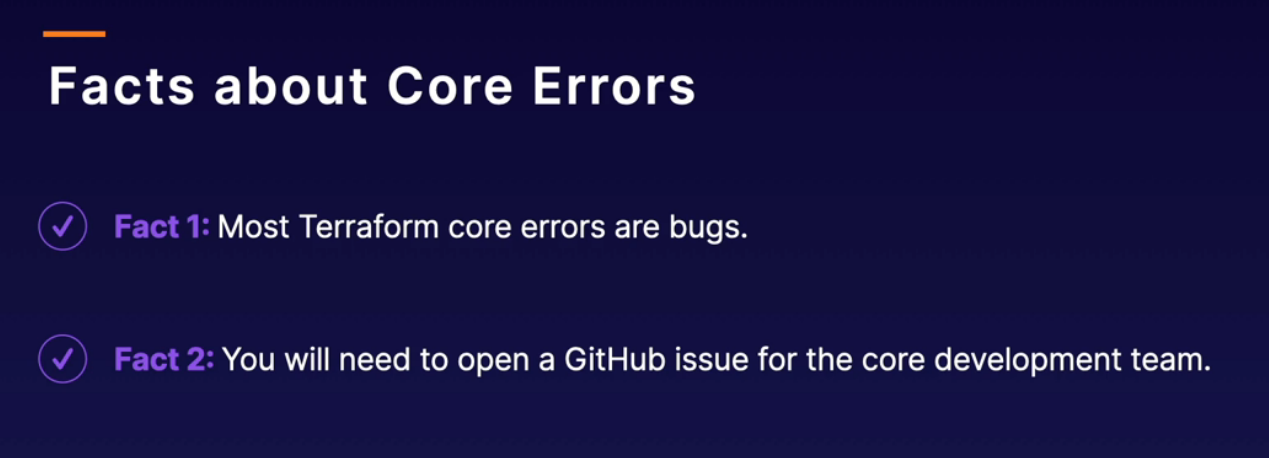 Facts about Core Errors
Fact 1: Most Terraform core errors are bugs.
Fact 2: You will need to open a GitHub issue for the core development team.